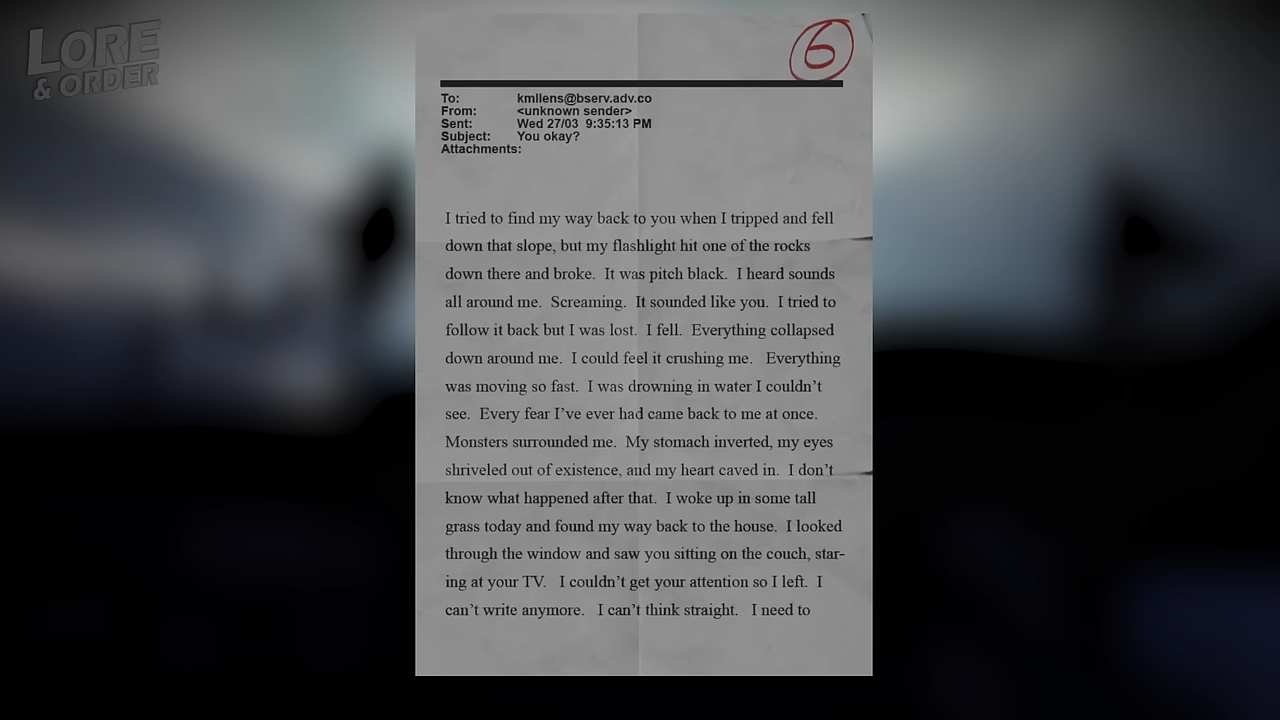 LORE
& ORDER
6
To: kmllens@bserv.adv.co
From: <unknown sender>
Sent: Wed 27/03 9:35:13 PM
Subject: You okay?
Attachments:
I tried to find my way back to you when I tripped and fell
down that slope, but my flashlight hit one of the rocks
down there and broke. It was pitch black. I heard sounds
all around me. Screaming. It sounded like you. I tried to
follow it back but I was lost. I fell. Everything collapsed
down around me. I could feel it crushing me. Everything
was moving so fast. I was drowning in water I couldn't
see. Every fear I've ever had came back to me at once.
Monsters surrounded me. My stomach inverted, my eyes
shriveled out of existence, and my heart caved in. I don't
know what happened after that. I woke up in some tall
grass today and found my way back to the house. I looked
through the window and saw you sitting on the couch, star-
ing at your TV. I couldn't get your attention so I left. I
can't write anymore. I can't think straight. I need to